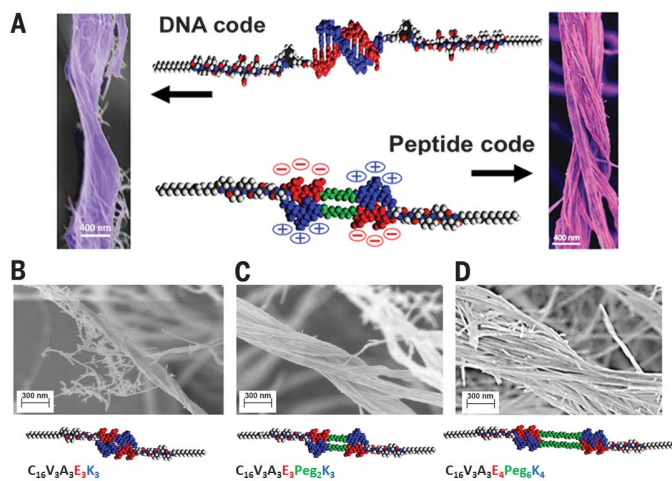 A
DNA code
Peptide code
400 nm
400 nm
− − −
+ + +
+ + +
− − −
B
C
D
300 nm
300 nm
300 nm
C₁₆V₃A₃E₃K₃
C₁₆V₃A₃E₃Peg₂K₃
C₁₆V₃A₃E₄Peg₆K₄